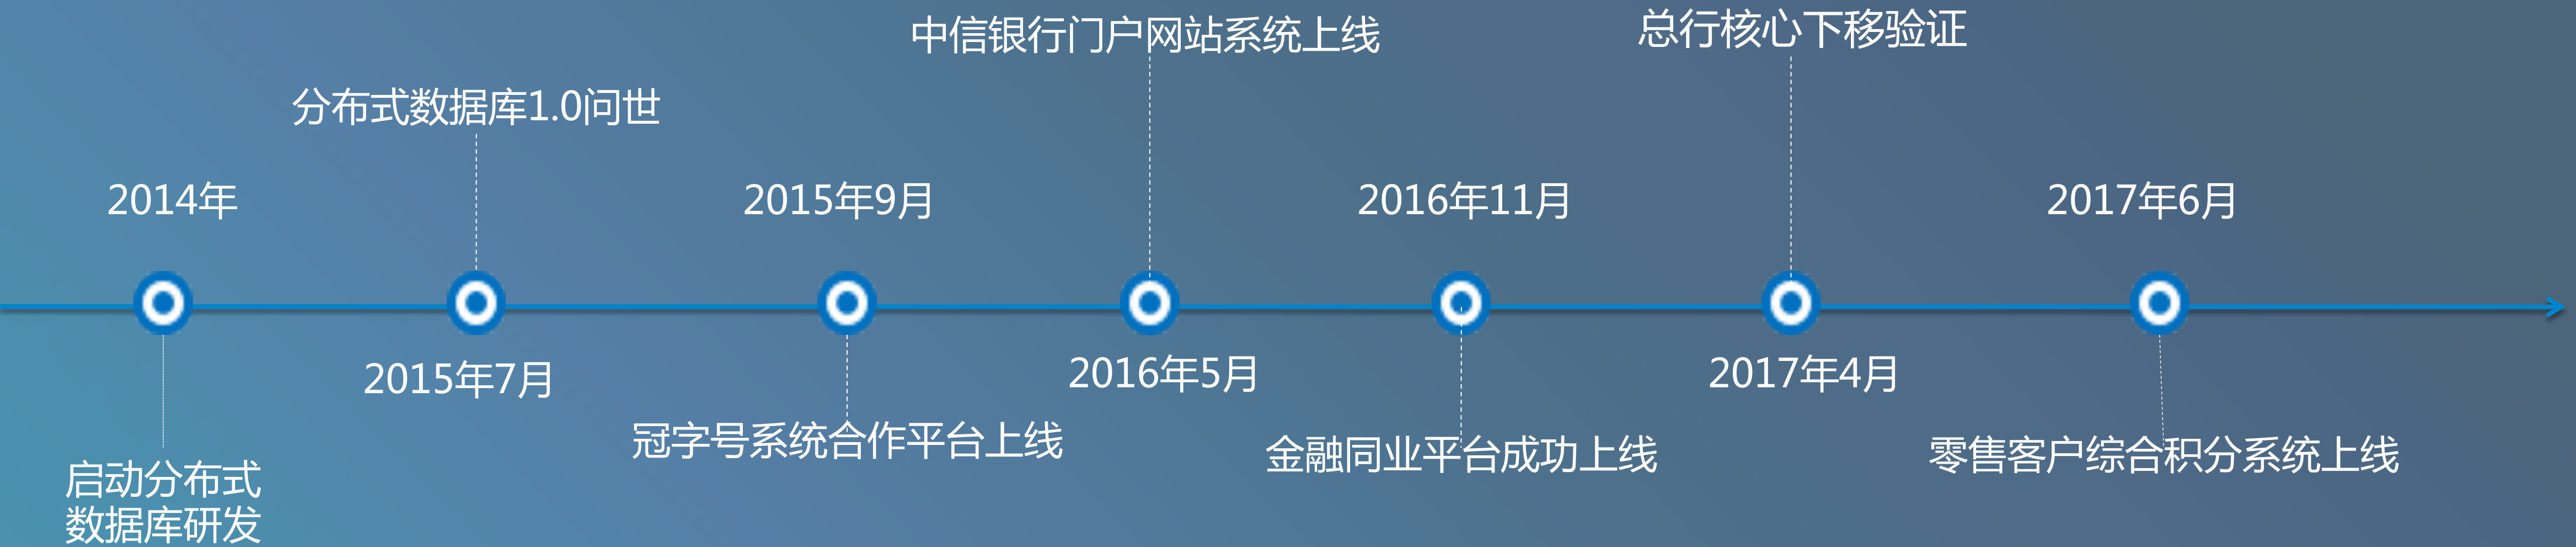 中信银行门户网站系统上线
总行核心下移验证
分布式数据库1.0问世
2014年
2015年9月
2016年11月
2017年6月
2015年7月
2016年5月
2017年4月
冠字号系统合作平台上线
金融同业平台成功上线
零售客户综合积分系统上线
启动分布式
数据库研发